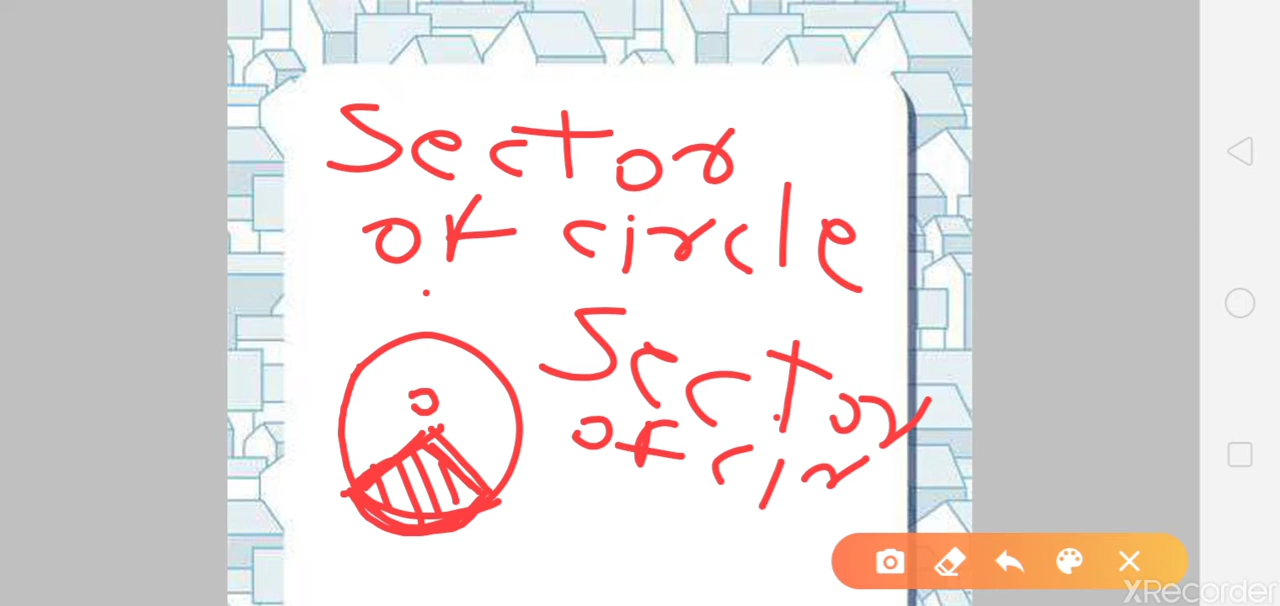 Sector
of circle
o
Sector
of cir
XRecorder